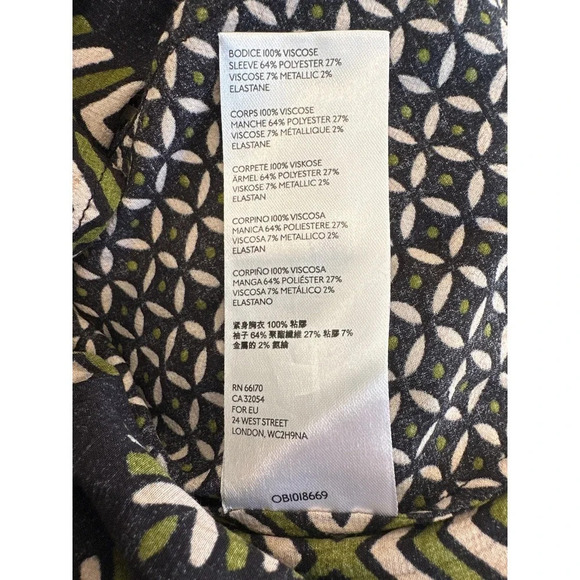 BODICE 100% VISCOSE
SLEEVE 64% POLYESTER 27%
VISCOSE 7% METALLIC 2%
ELASTANE
CORPS 100% VISCOSE
MANCHE 64% POLYESTER 27%
VISCOSE 7% MÉTALLIQUE 2%
ELASTANE
CORPETE 100% VISKOSE
ÄRMEL 64% POLYESTER 27%
VISKOSE 7% METALLIC 2%
ELASTAN
CORPINO 100% VISCOSA
MANICA 64% POLIESTERE 27%
VISCOSA 7% METALLICO 2%
ELASTAN
CORPIÑO 100% VISCOSA
MANGA 64% POLIÉSTER 27%
VISCOSA 7% METÁLICO 2%
ELASTANO
紧身胸衣 100% 粘膠
袖子 64% 聚酯纖維 27% 粘膠 7%
金屬的 2% 氨綸
RN 66170
CA 32054
FOR EU
24 WEST STREET
LONDON, WC2H9NA
OB1018669